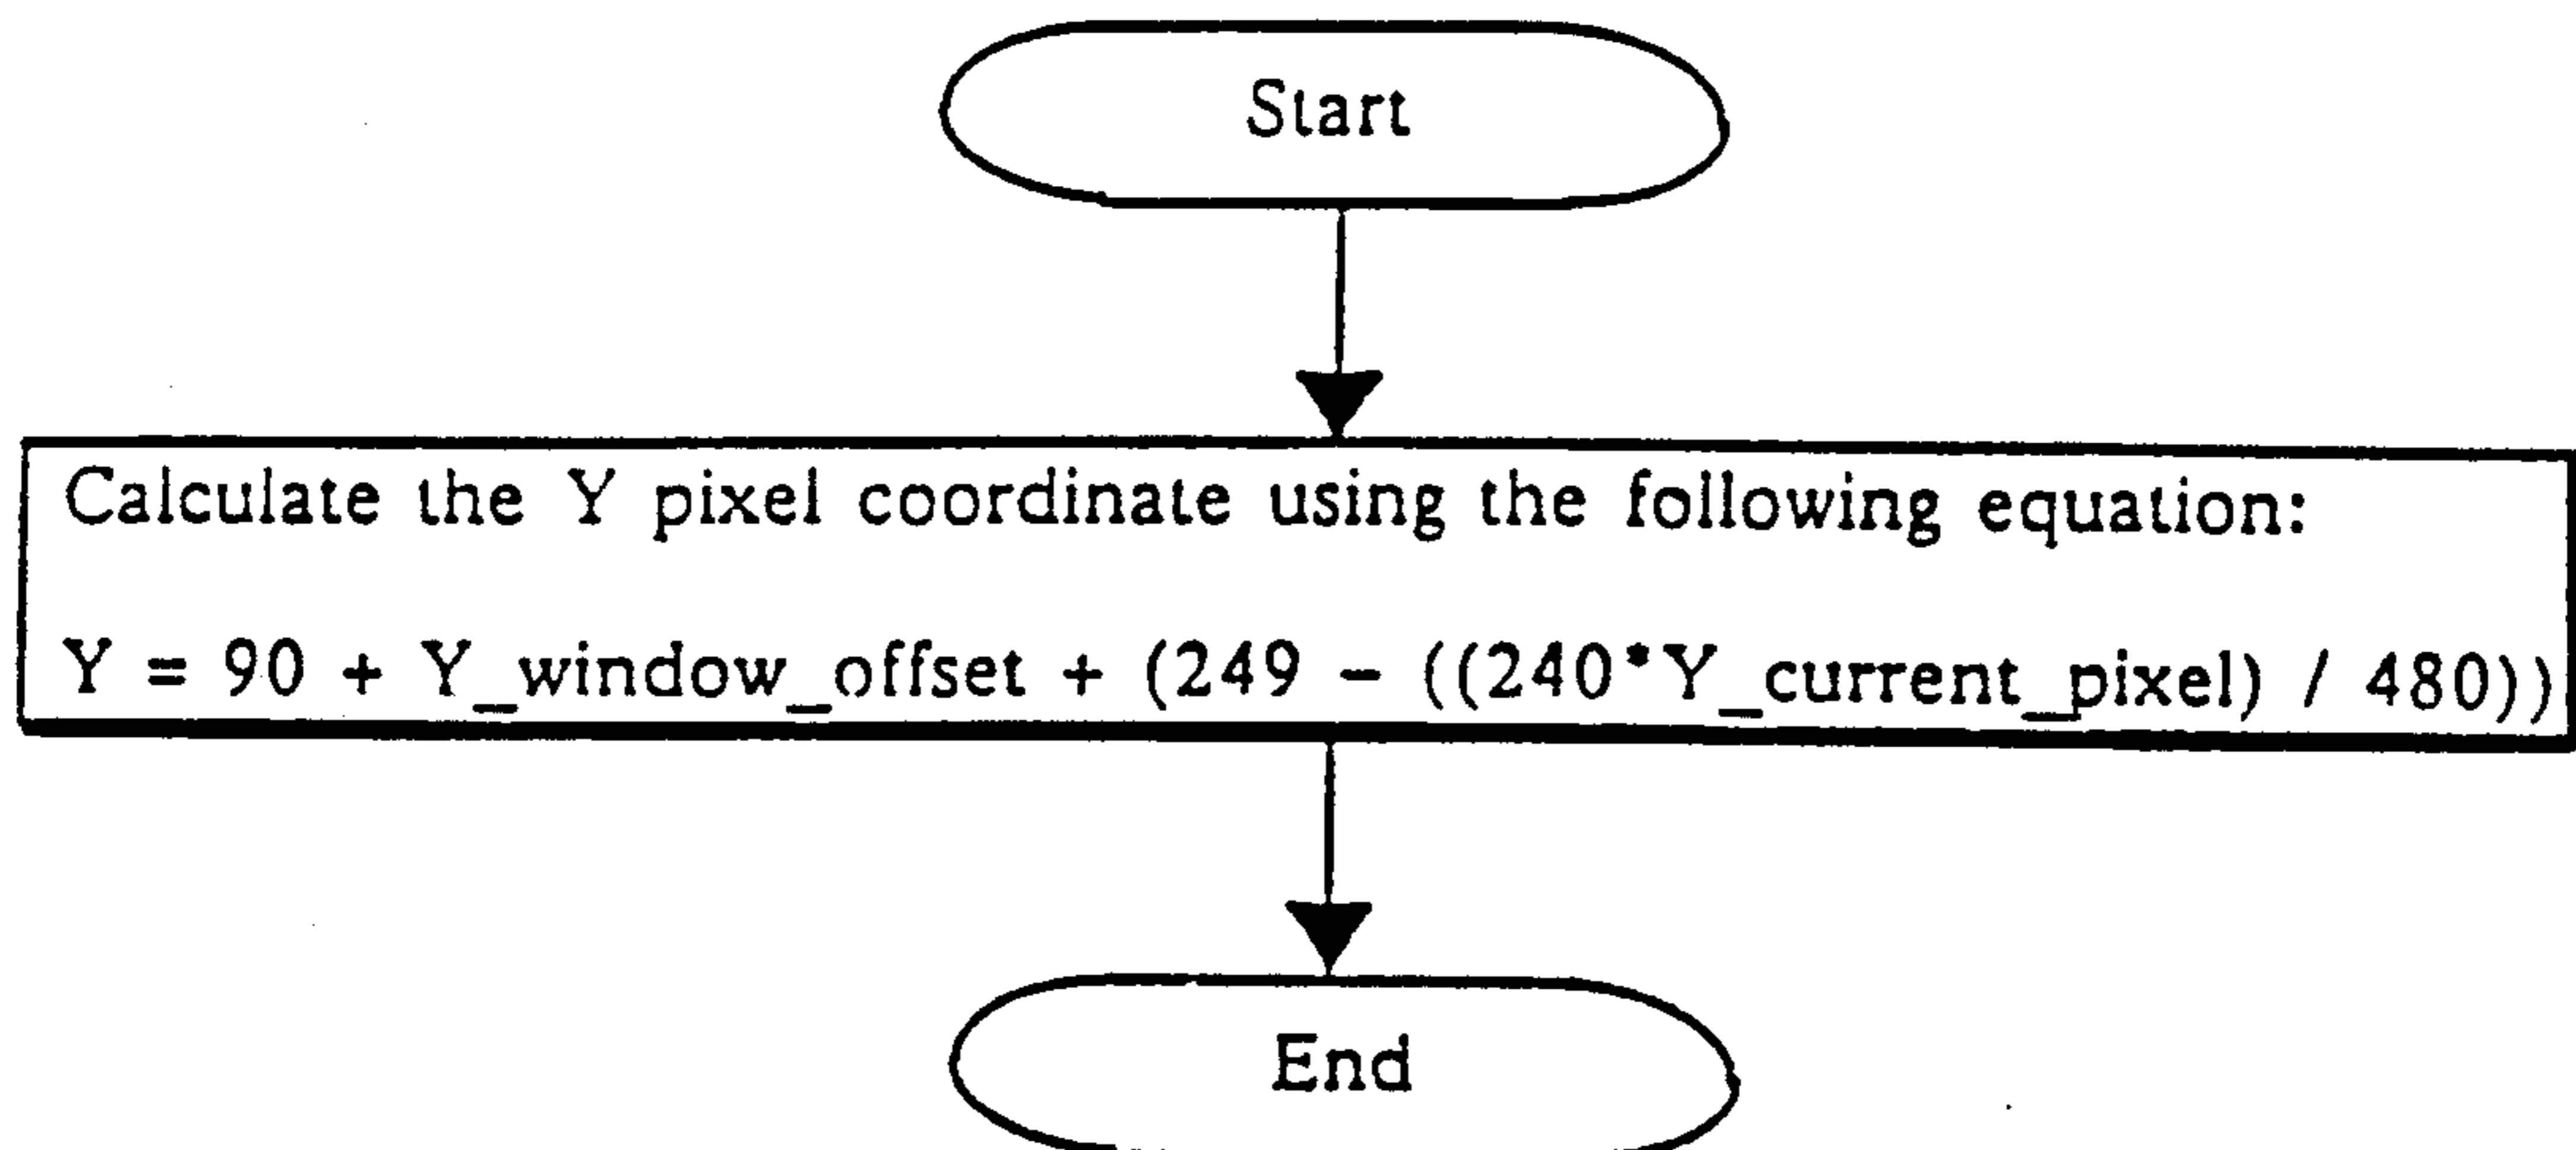 Start
Calculate the Y pixel coordinate using the following equation:
Y = 90 + Y_window_offset + (249 - ((240*Y_current_pixel) / 480))
End